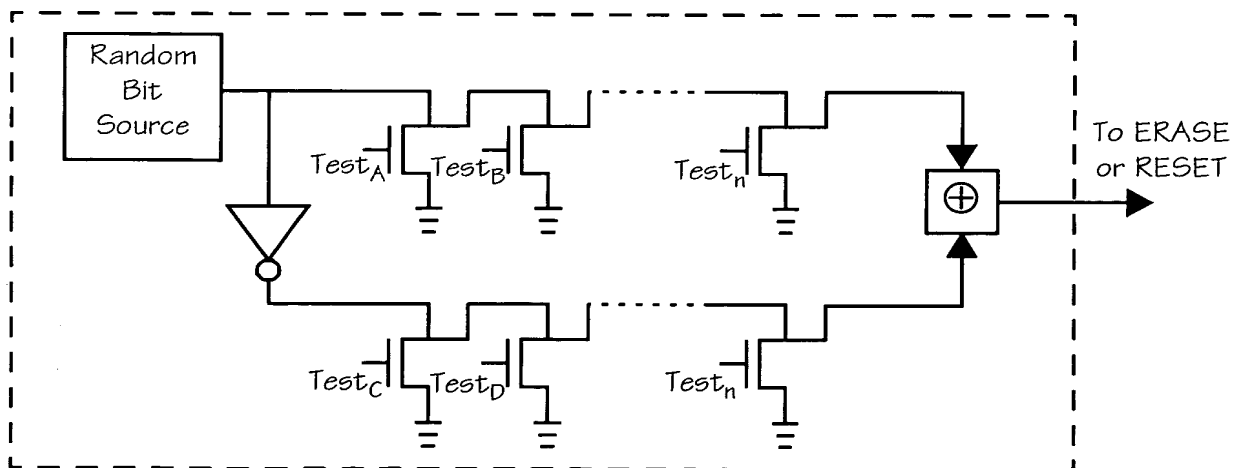 Random
Bit
Source
Test_A
Test_B
Test_n
To ERASE
or RESET
Test_C
Test_D
Test_n